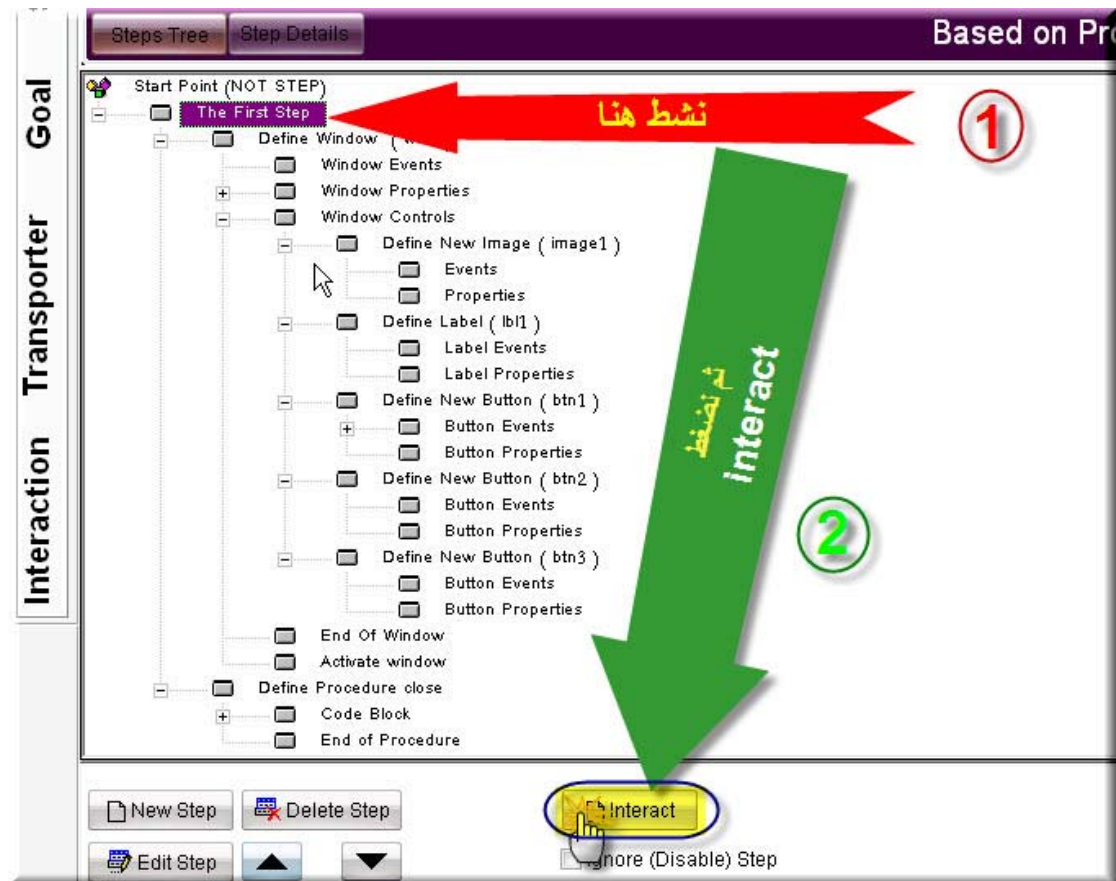 Steps Tree
Step Details
Based on Pro
Goal
Transporter
Interaction
Start Point (NOT STEP)
The First Step
نشط هنا
1
Define Window ( w
Window Events
Window Properties
Window Controls
Define New Image ( image1 )
Events
Properties
Define Label ( lbl1 )
Label Events
Label Properties
Define New Button ( btn1 )
Button Events
Button Properties
Define New Button ( btn2 )
Button Events
Button Properties
Define New Button ( btn3 )
Button Events
Button Properties
End Of Window
Activate window
Define Procedure close
Code Block
End of Procedure
ثم نضغط
interact
2
New Step
Delete Step
Interact
Edit Step
Ignore (Disable) Step